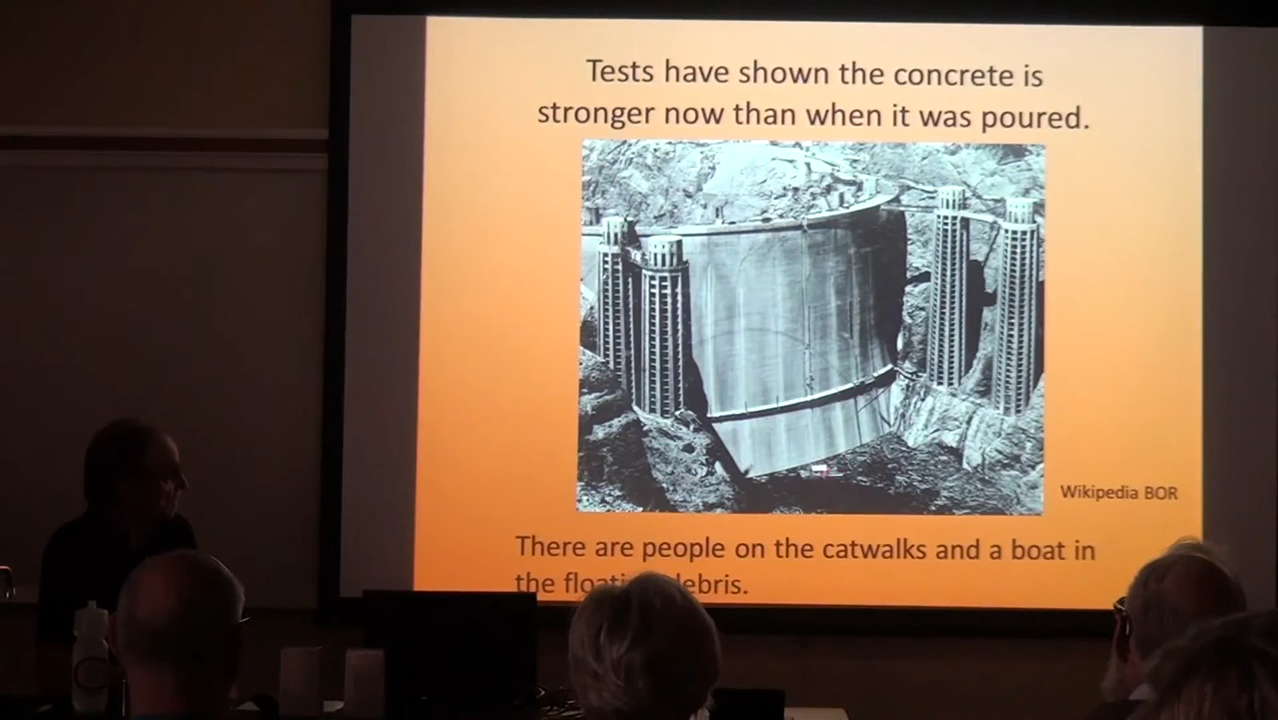 Tests have shown the concrete is
stronger now than when it was poured.
Wikipedia BOR
There are people on the catwalks and a boat in
the